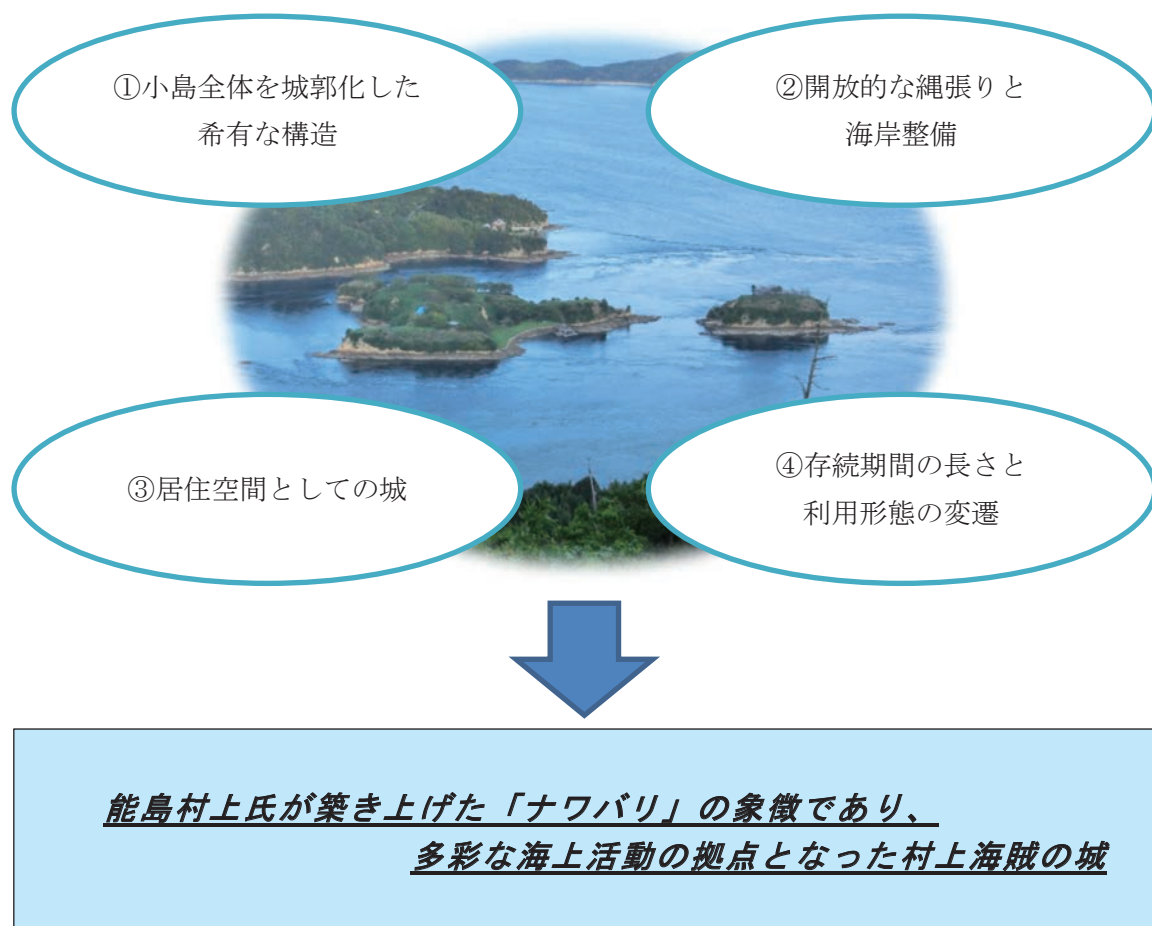 ①小島全体を城郭化した
希有な構造
②開放的な縄張りと
海岸整備
③居住空間としての城
④存続期間の長さと
利用形態の変遷
能島村上氏が築き上げた「ナワバリ」の象徴であり、
多彩な海上活動の拠点となった村上海賊の城